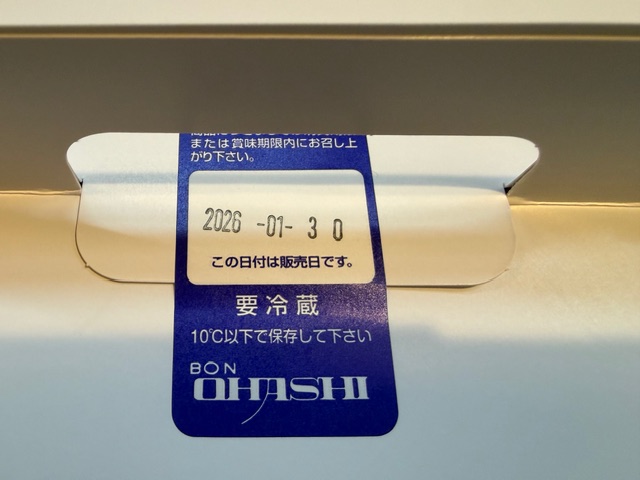 または賞味期限内にお召し上
がり下さい。
2026 -01- 30
この日付は販売日です。
要冷蔵
10℃以下で保存して下さい
BON
OHASHI